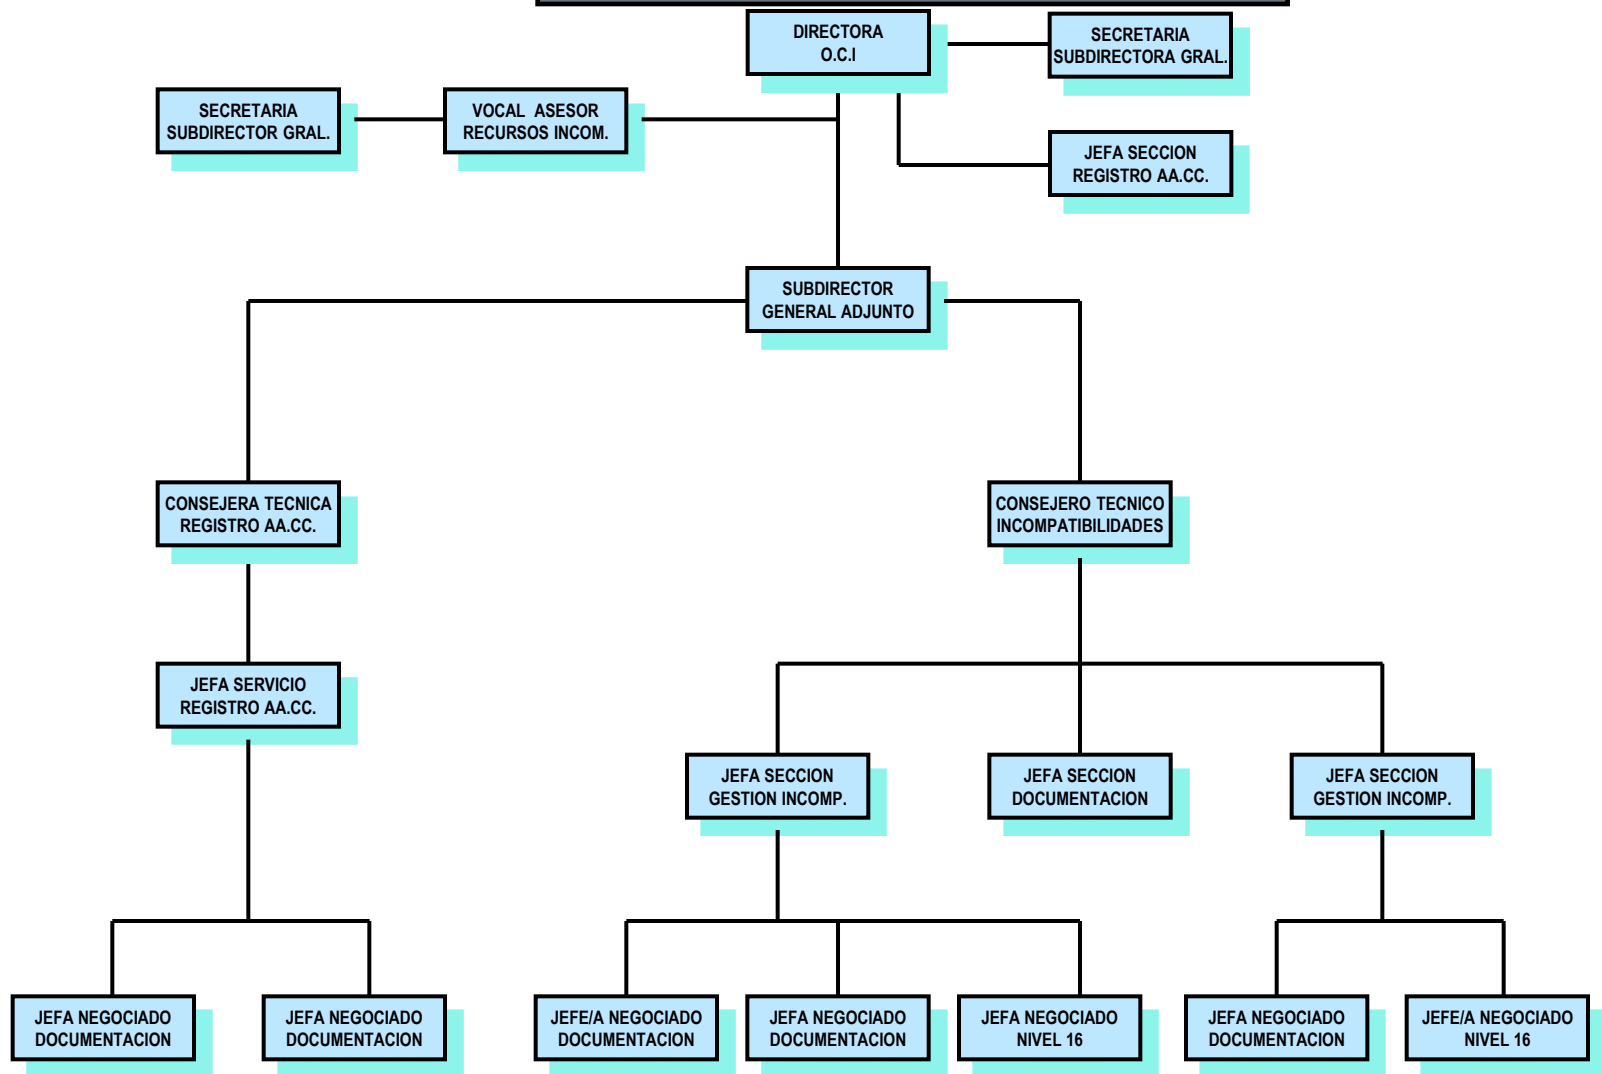 DIRECTORA
O.C.I
SECRETARIA
SUBDIRECTORA GRAL.
SECRETARIA
SUBDIRECTOR GRAL.
VOCAL ASESOR
RECURSOS INCOM.
JEFA SECCION
REGISTRO AA.CC.
SUBDIRECTOR
GENERAL ADJUNTO
CONSEJERA TECNICA
REGISTRO AA.CC.
CONSEJERO TECNICO
INCOMPATIBILIDADES
JEFA SERVICIO
REGISTRO AA.CC.
JEFA SECCION
GESTION INCOMP.
JEFA SECCION
DOCUMENTACION
JEFA SECCION
GESTION INCOMP.
JEFA NEGOCIADO
DOCUMENTACION
JEFA NEGOCIADO
DOCUMENTACION
JEFE/A NEGOCIADO
DOCUMENTACION
JEFA NEGOCIADO
DOCUMENTACION
JEFA NEGOCIADO
NIVEL 16
JEFA NEGOCIADO
DOCUMENTACION
JEFE/A NEGOCIADO
NIVEL 16